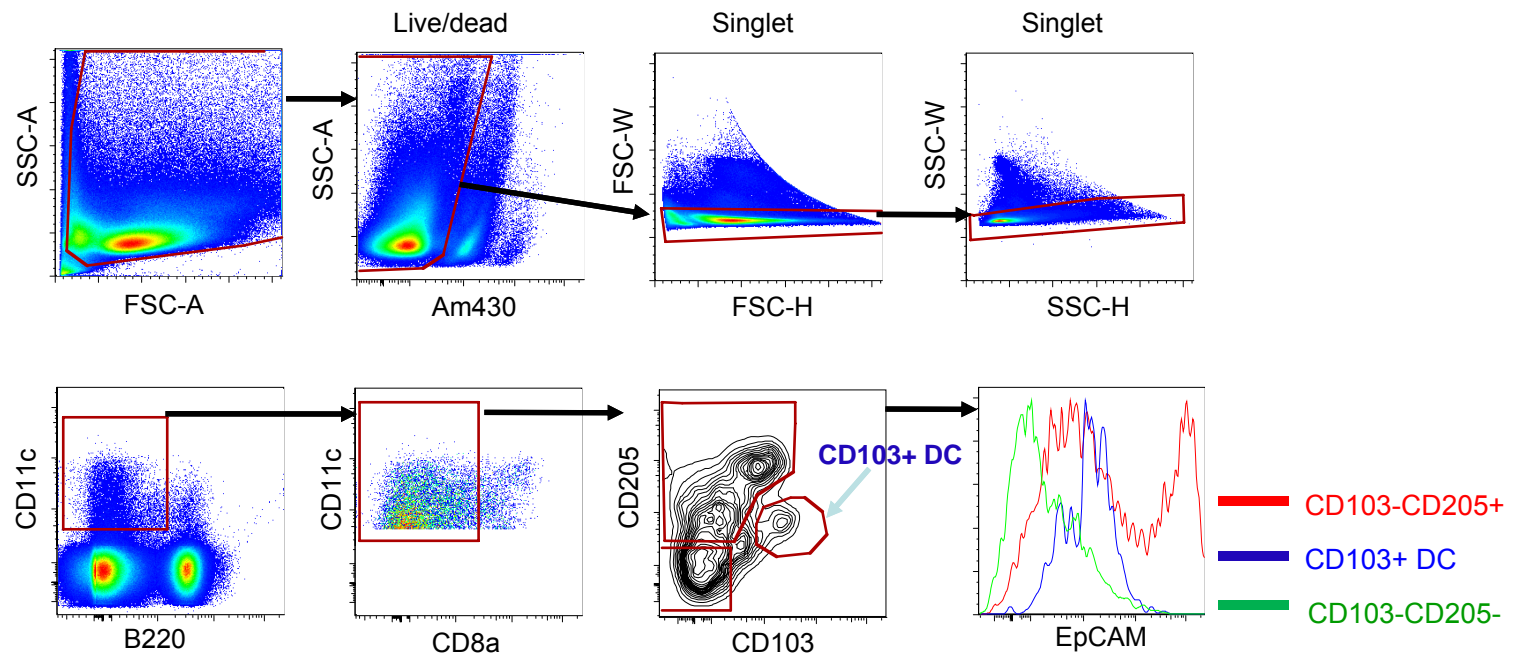 Live/dead
Singlet
Singlet
SSC-A
FSC-A
SSC-A
Am430
FSC-W
FSC-H
SSC-W
SSC-H
CD11c
B220
CD11c
CD8a
CD205
CD103+ DC
CD103
EpCAM
CD103-CD205+
CD103+ DC
CD103-CD205-